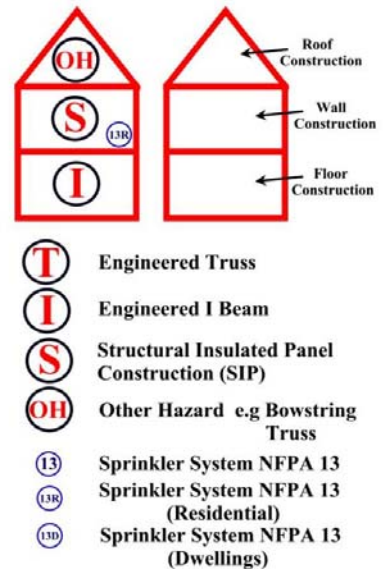 OH
Roof
Construction
S
13R
Wall
Construction
I
Floor
Construction
T Engineered Truss
I Engineered I Beam
S Structural Insulated Panel
Construction (SIP)
OH Other Hazard e.g Bowstring
Truss
13 Sprinkler System NFPA 13
13R Sprinkler System NFPA 13
(Residential)
13D Sprinkler System NFPA 13
(Dwellings)